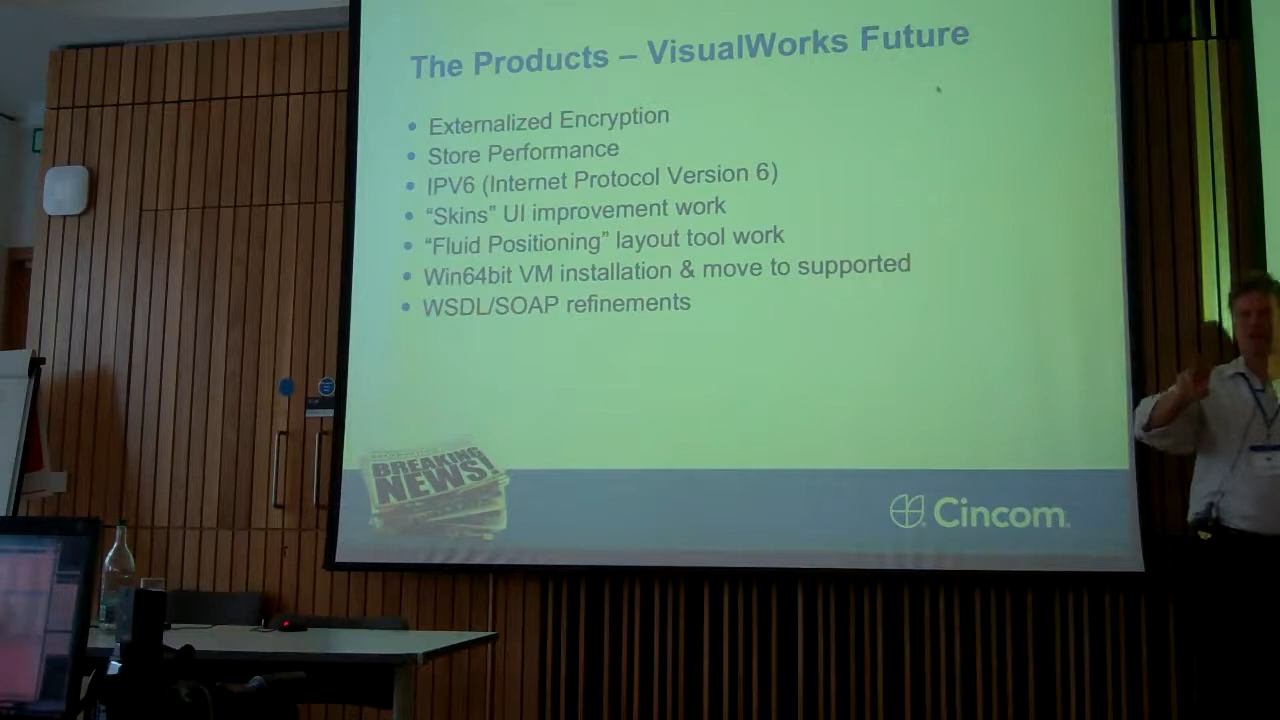 The Products – VisualWorks Future
• Externalized Encryption
• Store Performance
• IPV6 (Internet Protocol Version 6)
• “Skins” UI improvement work
• “Fluid Positioning” layout tool work
• Win64bit VM installation & move to supported
• WSDL/SOAP refinements
BREAKING
NEWS!
Cincom